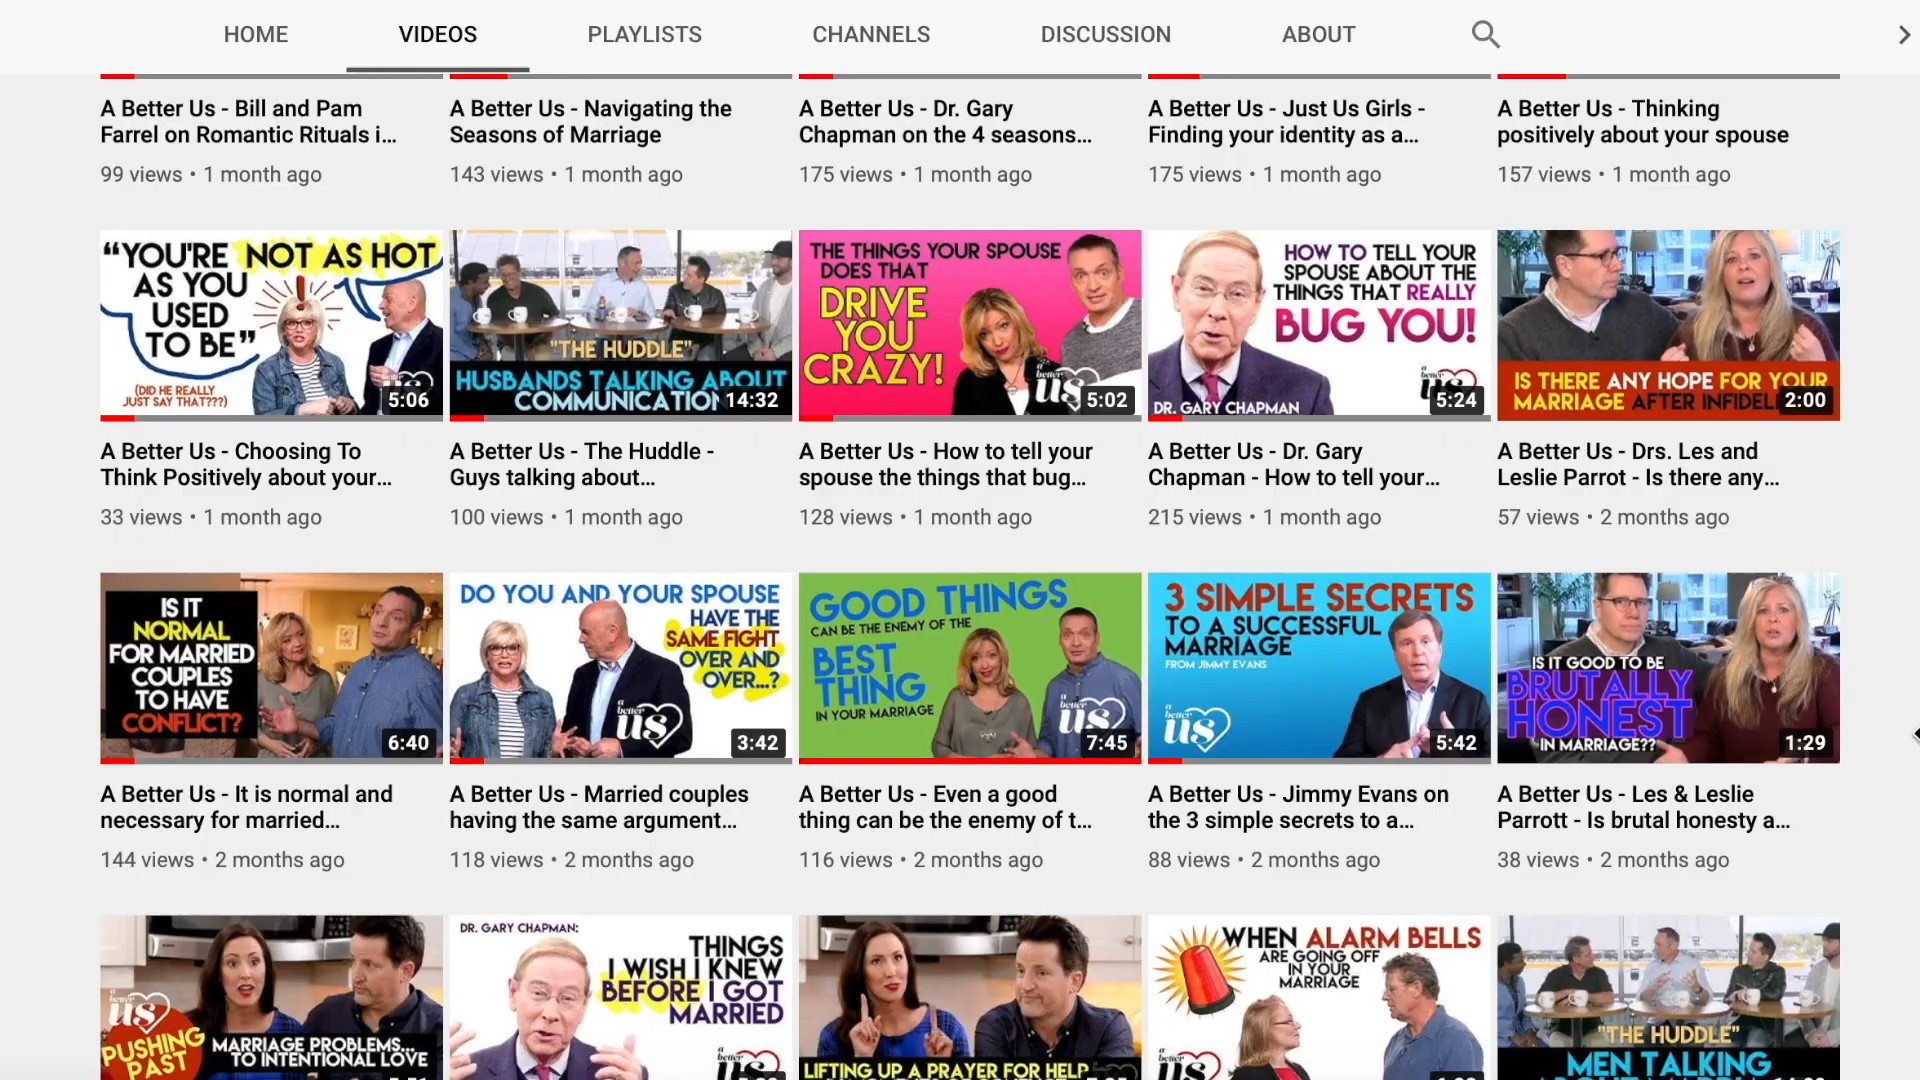 HOME
VIDEOS
PLAYLISTS
CHANNELS
DISCUSSION
ABOUT
A Better Us - Bill and Pam
Farrel on Romantic Rituals i...
99 views • 1 month ago
A Better Us - Navigating the
Seasons of Marriage
143 views • 1 month ago
A Better Us - Dr. Gary
Chapman on the 4 seasons...
175 views • 1 month ago
A Better Us - Just Us Girls -
Finding your identity as a...
175 views • 1 month ago
A Better Us - Thinking
positively about your spouse
157 views • 1 month ago
“YOU'RE NOT AS HOT
AS YOU
USED
TO BE”
(DID HE REALLY
JUST SAY THAT???)
us
5:06
"THE HUDDLE"
HUSBANDS TALKING ABOUT
COMMUNICATION
14:32
THE THINGS YOUR SPOUSE
DOES THAT
DRIVE
YOU
CRAZY!
a better
us
5:02
HOW TO TELL YOUR
SPOUSE ABOUT THE
THINGS THAT REALLY
BUG YOU!
a better
us
DR. GARY CHAPMAN
5:24
IS THERE ANY HOPE FOR YOUR
MARRIAGE AFTER INFIDEL
2:00
A Better Us - Choosing To
Think Positively about your...
33 views • 1 month ago
A Better Us - The Huddle -
Guys talking about...
100 views • 1 month ago
A Better Us - How to tell your
spouse the things that bug...
128 views • 1 month ago
A Better Us - Dr. Gary
Chapman - How to tell your...
215 views • 1 month ago
A Better Us - Drs. Les and
Leslie Parrot - Is there any...
57 views • 2 months ago
IS IT
NORMAL
FOR MARRIED
COUPLES
TO HAVE
CONFLICT?
6:40
DO YOU AND YOUR SPOUSE
HAVE THE
SAME FIGHT
OVER AND
OVER...?
a better
us
3:42
GOOD THINGS
CAN BE THE ENEMY OF THE
BEST
THING
IN YOUR MARRIAGE
a better
us
7:45
3 SIMPLE SECRETS
TO A SUCCESSFUL
MARRIAGE
FROM JIMMY EVANS
a better
us
5:42
IS IT GOOD TO BE
BRUTALLY
HONEST
IN MARRIAGE??
1:29
A Better Us - It is normal and
necessary for married...
144 views • 2 months ago
A Better Us - Married couples
having the same argument...
118 views • 2 months ago
A Better Us - Even a good
thing can be the enemy of t...
116 views • 2 months ago
A Better Us - Jimmy Evans on
the 3 simple secrets to a...
88 views • 2 months ago
A Better Us - Les & Leslie
Parrott - Is brutal honesty a...
38 views • 2 months ago
a better
us
PUSHING
PAST
MARRIAGE PROBLEMS...
TO INTENTIONAL LOVE
DR. GARY CHAPMAN:
THINGS
I WISH I KNEW
BEFORE I GOT
MARRIED
a better
us
LIFTING UP A PRAYER FOR HELP
WHEN ALARM BELLS
ARE GOING OFF
IN YOUR
MARRIAGE
a better
us
"THE HUDDLE"
MEN TALKING